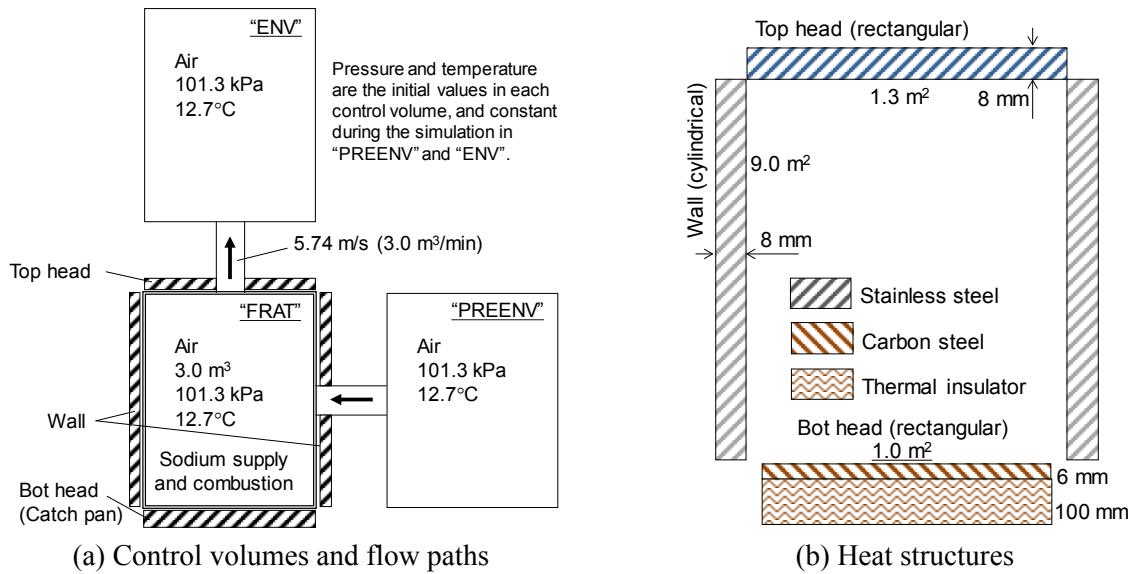 "ENV"
Air
101.3 kPa
12.7°C
Pressure and temperature
are the initial values in each
control volume, and constant
during the simulation in
"PREENV" and "ENV".
5.74 m/s (3.0 m³/min)
Top head
"FRAT"
Air
3.0 m³
101.3 kPa
12.7°C
"PREENV"
Air
101.3 kPa
12.7°C
Wall
Sodium supply
and combustion
Bot head
(Catch pan)
(a) Control volumes and flow paths
Top head (rectangular)
1.3 m²
8 mm
Wall (cylindrical)
9.0 m²
8 mm
Stainless steel
Carbon steel
Thermal insulator
Bot head (rectangular)
1.0 m²
6 mm
100 mm
(b) Heat structures